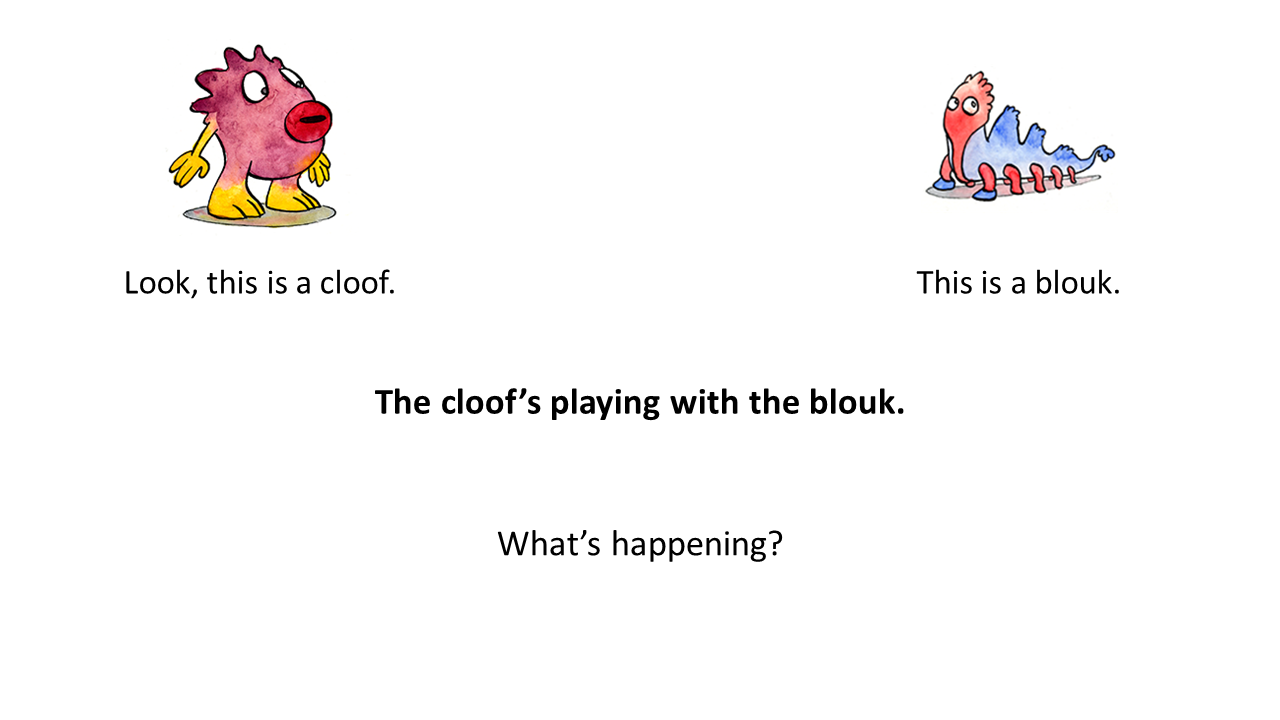 Look, this is a cloof.
This is a blouk.
The cloof’s playing with the blouk.
What’s happening?